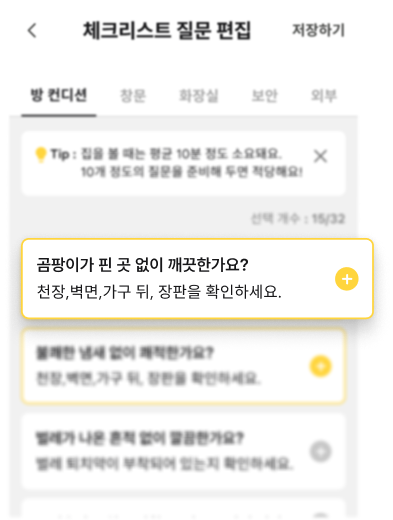 체크리스트 질문 편집
저장하기
방 컨디션 창문 화장실 보안 외부
Tip : 집을 볼 때는 평균 10분 정도 소요돼요.
10개 정도의 질문을 준비해 두면 적당해요!
선택 개수 : 15/32
곰팡이가 핀 곳 없이 깨끗한가요?
천장,벽면,가구 뒤, 장판을 확인하세요.
불쾌한 냄새 없이 쾌적한가요?
천장,벽면,가구 뒤, 장판을 확인하세요.
벌레가 나온 흔적 없이 깔끔한가요?
벌레 퇴치약이 부착되어 있는지 확인하세요.